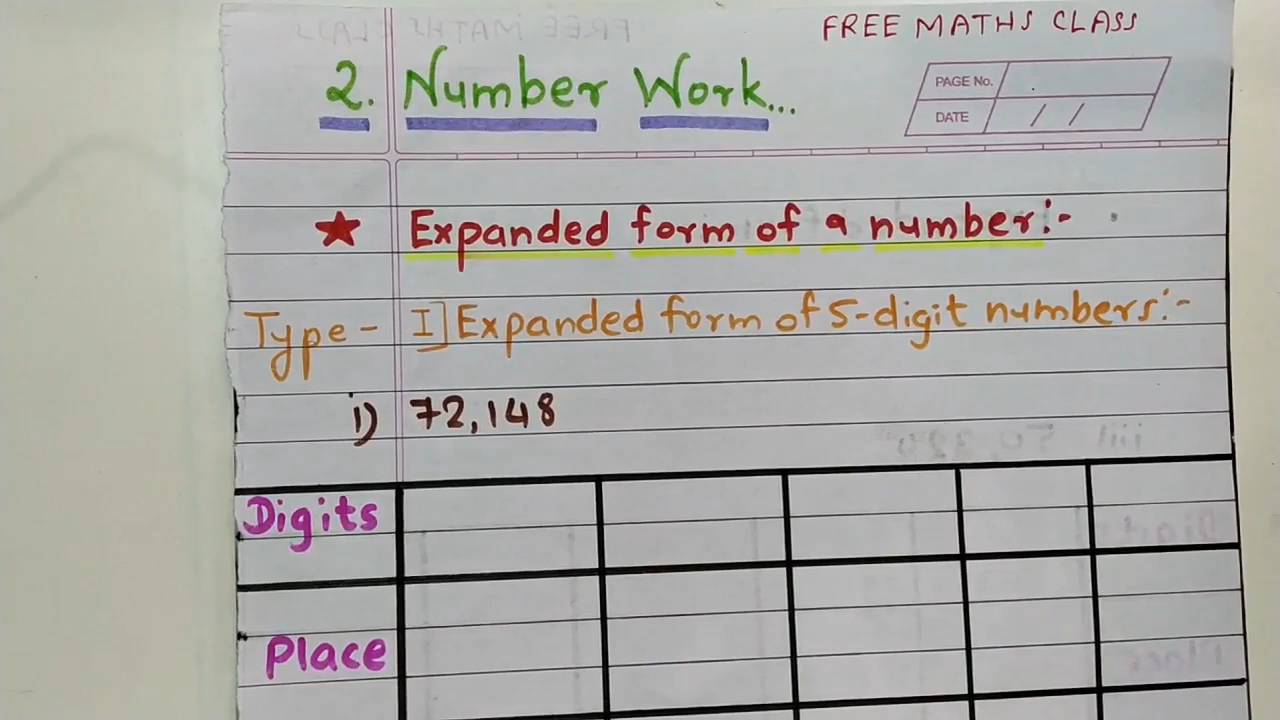 FREE MATHS CLASS
2. Number Work...
PAGE No.
DATE / /
★ Expanded form of a number:-
Type - I] Expanded form of 5-digit numbers:-
i) 72,148
Digits
Place